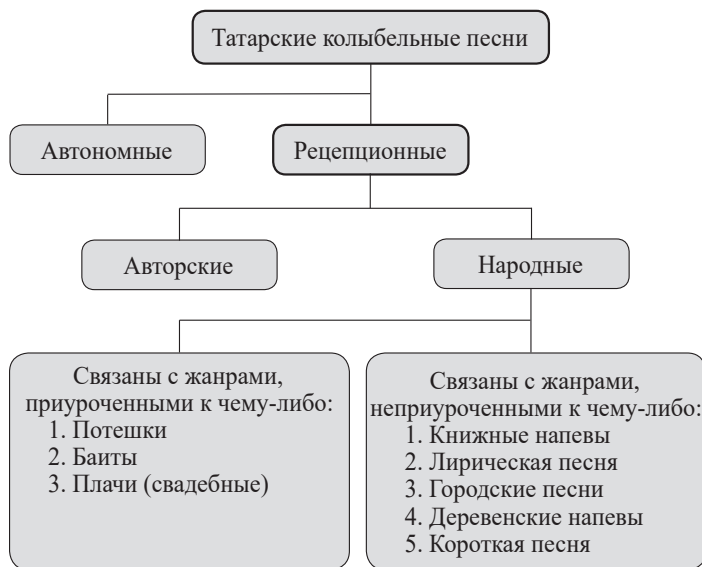 Татарские колыбельные песни
Автономные
Рецепционные
Авторские
Народные
Связаны с жанрами,
приуроченными к чему-либо:
1. Потешки
2. Баиты
3. Плачи (свадебные)
Связаны с жанрами,
неприуроченными к чему-либо:
1. Книжные напевы
2. Лирическая песня
3. Городские песни
4. Деревенские напевы
5. Короткая песня